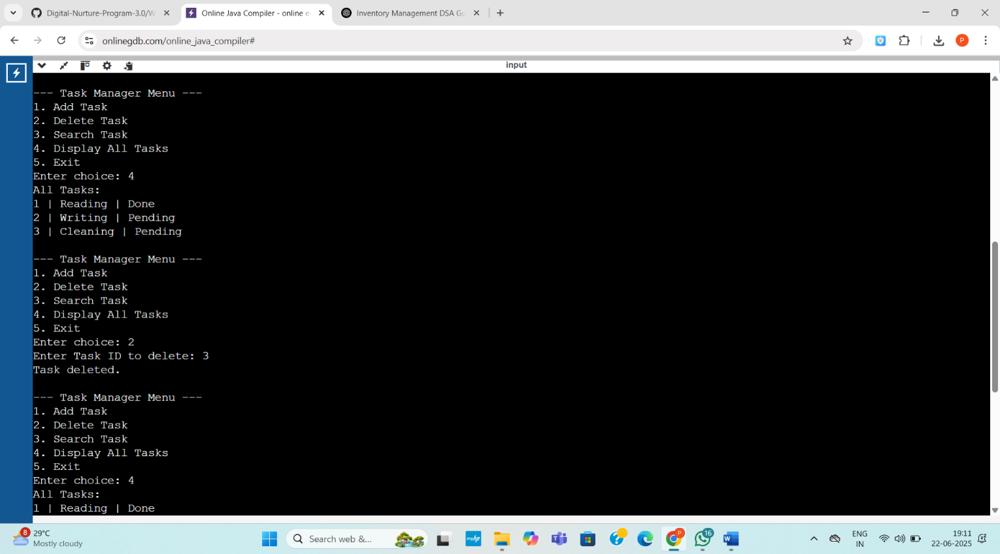 Digital-Nurture-Program-3.0/W
Online Java Compiler - online e
Inventory Management DSA Gu
onlinegdb.com/online_java_compiler#
P
input
--- Task Manager Menu ---
1. Add Task
2. Delete Task
3. Search Task
4. Display All Tasks
5. Exit
Enter choice: 4
All Tasks:
1 | Reading | Done
2 | Writing | Pending
3 | Cleaning | Pending
--- Task Manager Menu ---
1. Add Task
2. Delete Task
3. Search Task
4. Display All Tasks
5. Exit
Enter choice: 2
Enter Task ID to delete: 3
Task deleted.
--- Task Manager Menu ---
1. Add Task
2. Delete Task
3. Search Task
4. Display All Tasks
5. Exit
Enter choice: 4
All Tasks:
1 | Reading | Done
8
29°C
Mostly cloudy
Search web &...
myhp
P
16
W
ENG
IN
19:11
22-06-2025